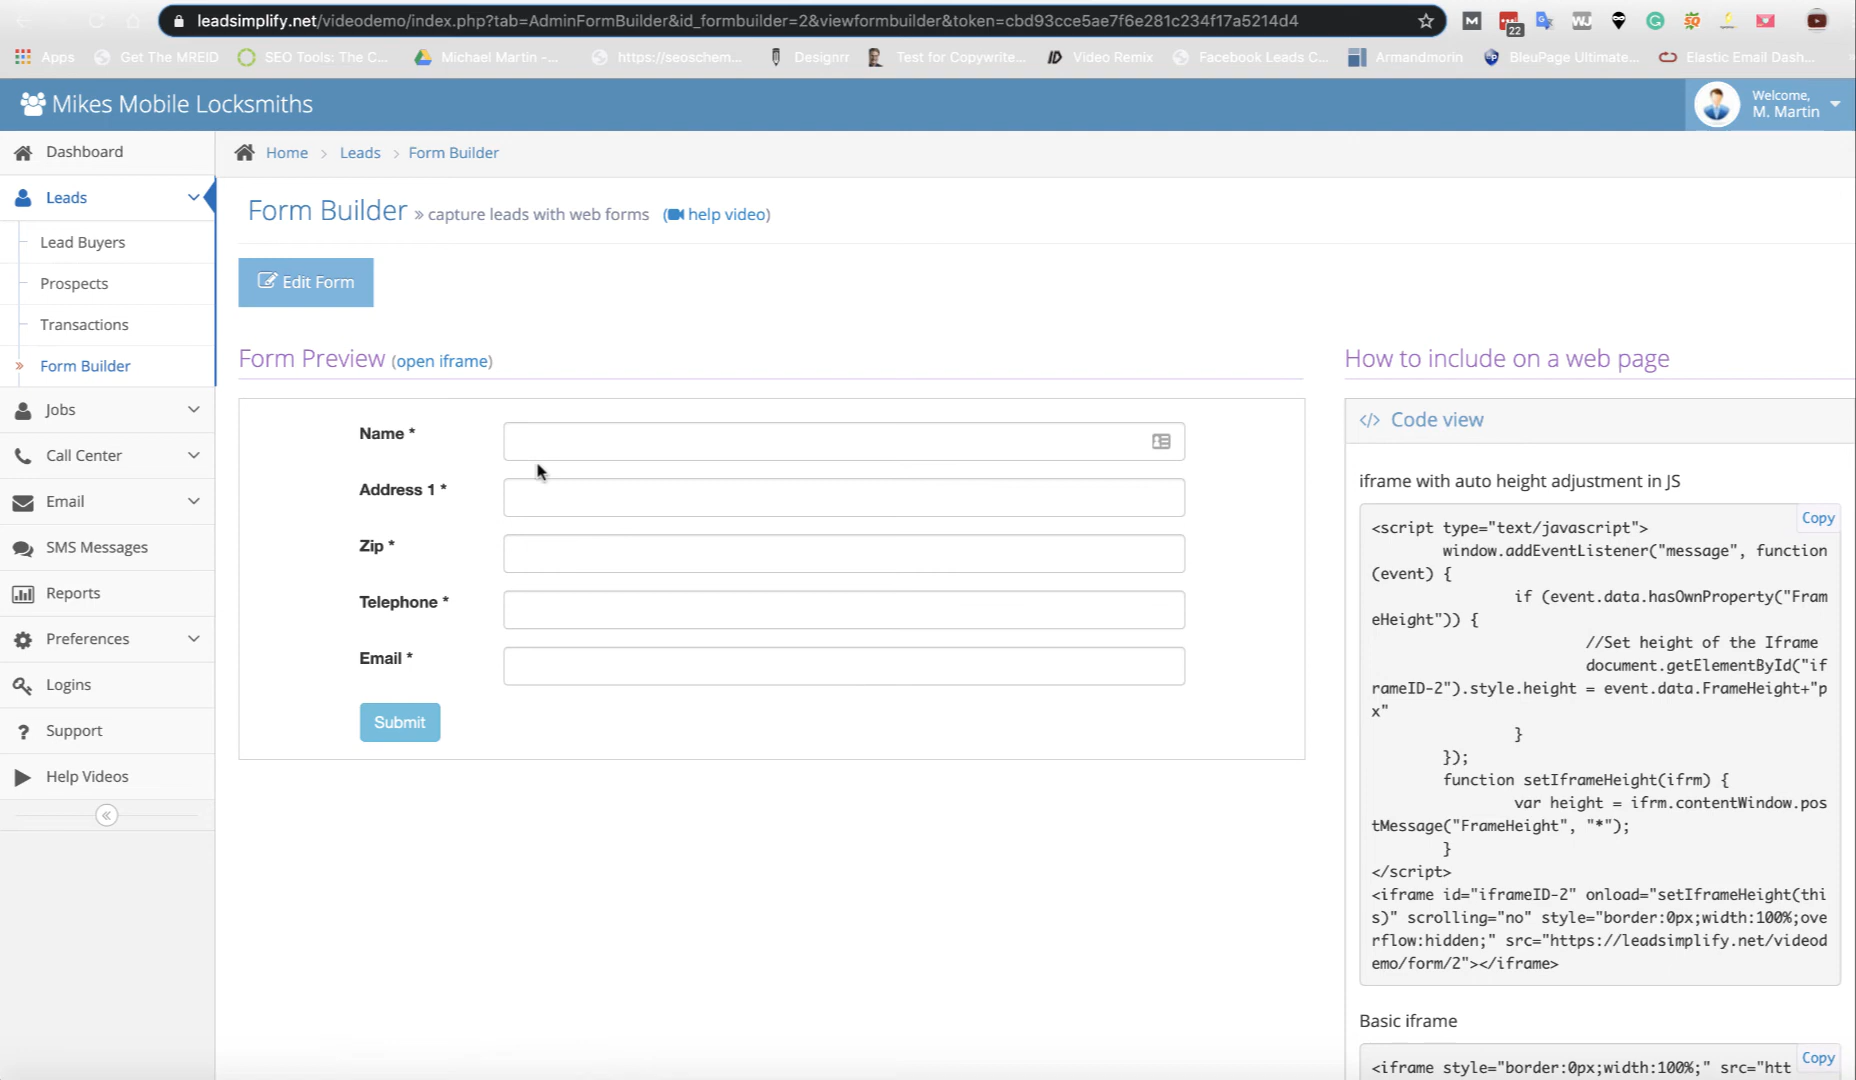 leadsimplify.net/videodemo/index.php?tab=AdminFormBuilder&id_formbuilder=2&viewformbuilder&token=cbd93cce5ae7f6e281c234f17a5214d4
22
Apps
Get The MREID
SEO Tools: The C...
Michael Martin -...
https://seoschem...
Designrr
Test for Copywrite...
Video Remix
Facebook Leads C...
Armandmorin
BleuPage Ultimate...
Elastic Email Dash...
Mikes Mobile Locksmiths
Welcome,
M. Martin
Dashboard
Leads
Lead Buyers
Prospects
Transactions
» Form Builder
Jobs
Call Center
Email
SMS Messages
Reports
Preferences
Logins
Support
Help Videos
Home > Leads > Form Builder
Form Builder » capture leads with web forms (help video)
Edit Form
Form Preview (open iframe)
Name *
Address 1 *
Zip *
Telephone *
Email *
Submit
How to include on a web page
</> Code view
iframe with auto height adjustment in JS
Copy
<script type="text/javascript">
window.addEventListener("message", function
(event) {
if (event.data.hasOwnProperty("Fram
eHeight")) {
//Set height of the Iframe
document.getElementById("if
rameID-2").style.height = event.data.FrameHeight+"p
x"
}
});
function setIframeHeight(ifrm) {
var height = ifrm.contentWindow.pos
tMessage("FrameHeight", "*");
}
</script>
<iframe id="iframeID-2" onload="setIframeHeight(thi
s)" scrolling="no" style="border:0px;width:100%;ove
rflow:hidden;" src="https://leadsimplify.net/videod
emo/form/2"></iframe>
Basic iframe
Copy
<iframe style="border:0px;width:100%;" src="htt